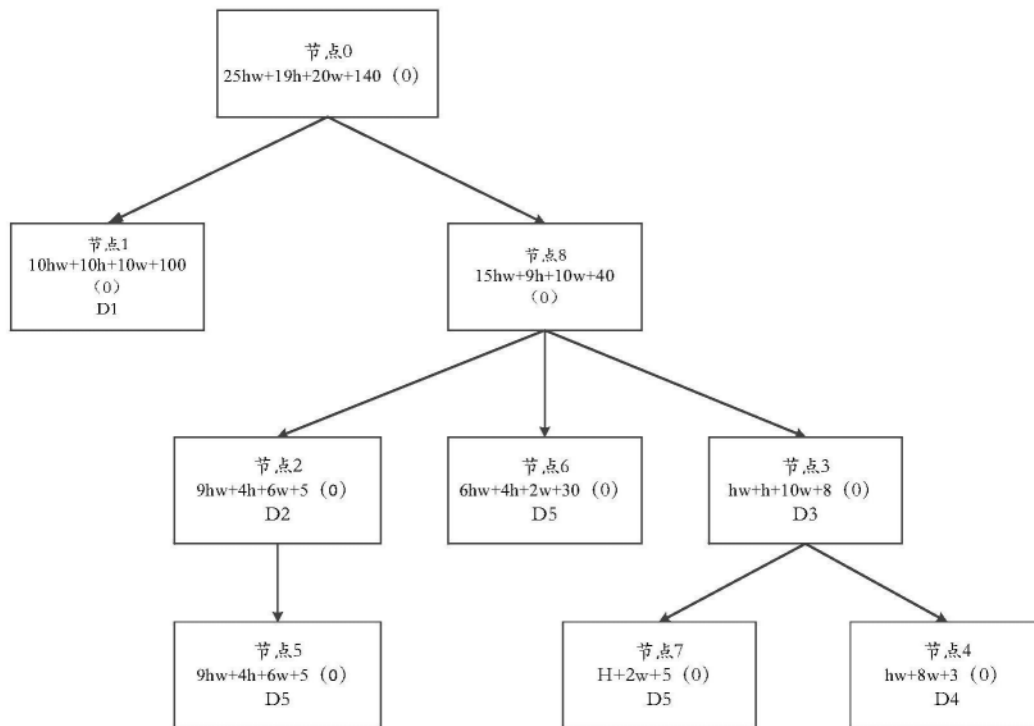 节点0
25hw+19h+20w+140（0）
节点1
10hw+10h+10w+100
（0）
D1
节点8
15hw+9h+10w+40
（0）
节点2
9hw+4h+6w+5（0）
D2
节点6
6hw+4h+2w+30（0）
D5
节点3
hw+h+10w+8（0）
D3
节点5
9hw+4h+6w+5（0）
D5
节点7
H+2w+5（0）
D5
节点4
hw+8w+3（0）
D4